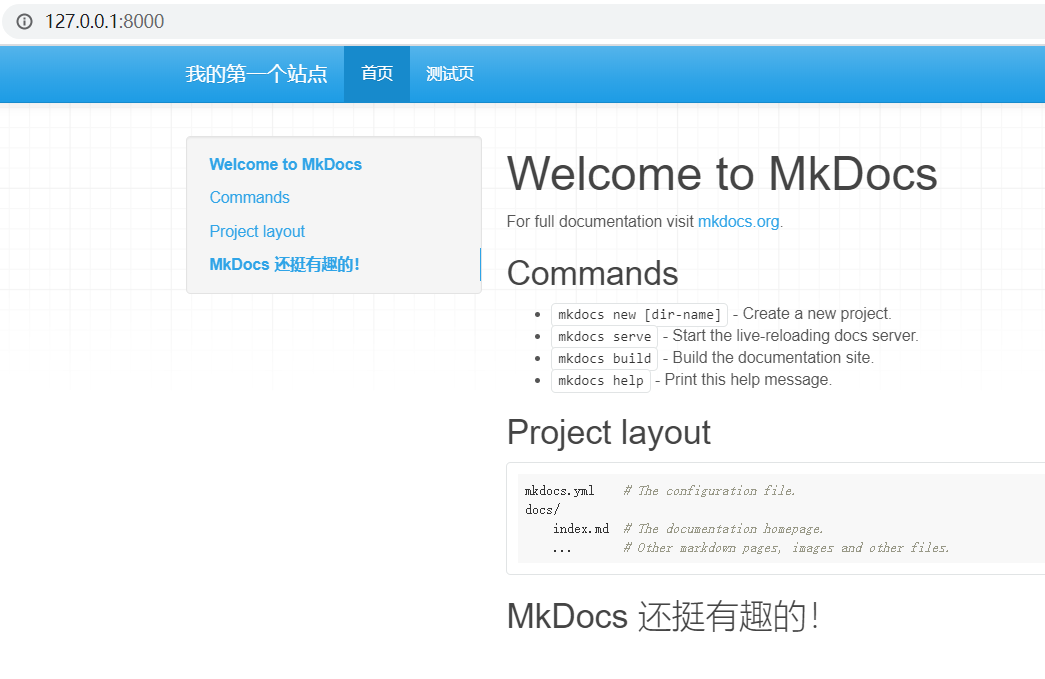 127.0.0.1:8000
我的第一个站点 首页 测试页
Welcome to MkDocs
Commands
Project layout
MkDocs 还挺有趣的！
Welcome to MkDocs
For full documentation visit mkdocs.org.
Commands
mkdocs new [dir-name] - Create a new project.
mkdocs serve - Start the live-reloading docs server.
mkdocs build - Build the documentation site.
mkdocs help - Print this help message.
Project layout
mkdocs.yml    # The configuration file.
docs/
    index.md  # The documentation homepage.
    ...       # Other markdown pages, images and other files.
MkDocs 还挺有趣的！